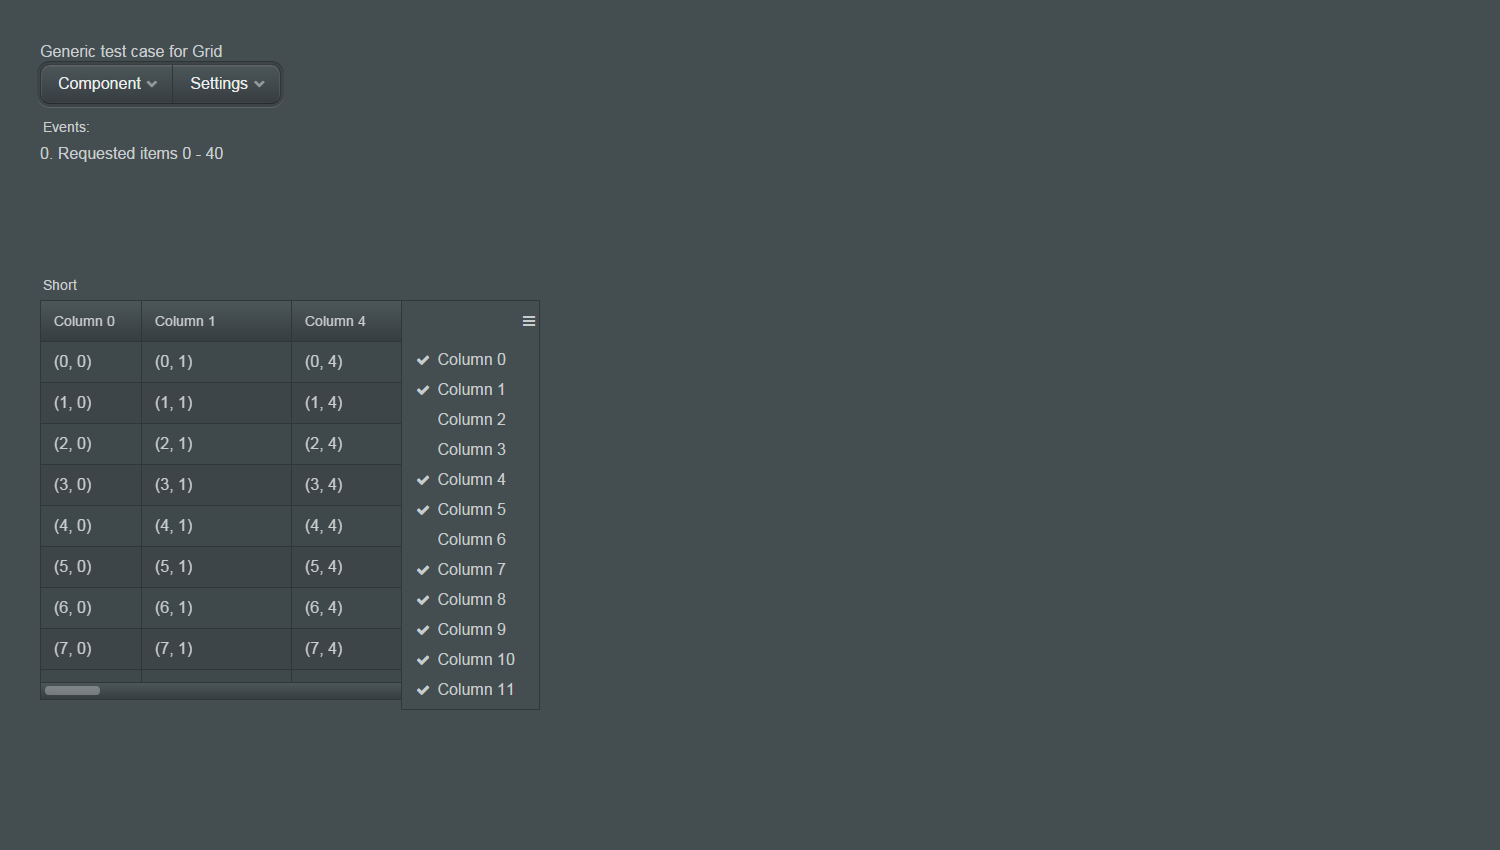 Generic test case for Grid
Component Settings
Events:
0. Requested items 0 - 40
Short
Column 0 Column 1 Column 4
(0, 0) (0, 1) (0, 4)
(1, 0) (1, 1) (1, 4)
(2, 0) (2, 1) (2, 4)
(3, 0) (3, 1) (3, 4)
(4, 0) (4, 1) (4, 4)
(5, 0) (5, 1) (5, 4)
(6, 0) (6, 1) (6, 4)
(7, 0) (7, 1) (7, 4)
Column 0
Column 1
Column 2
Column 3
Column 4
Column 5
Column 6
Column 7
Column 8
Column 9
Column 10
Column 11